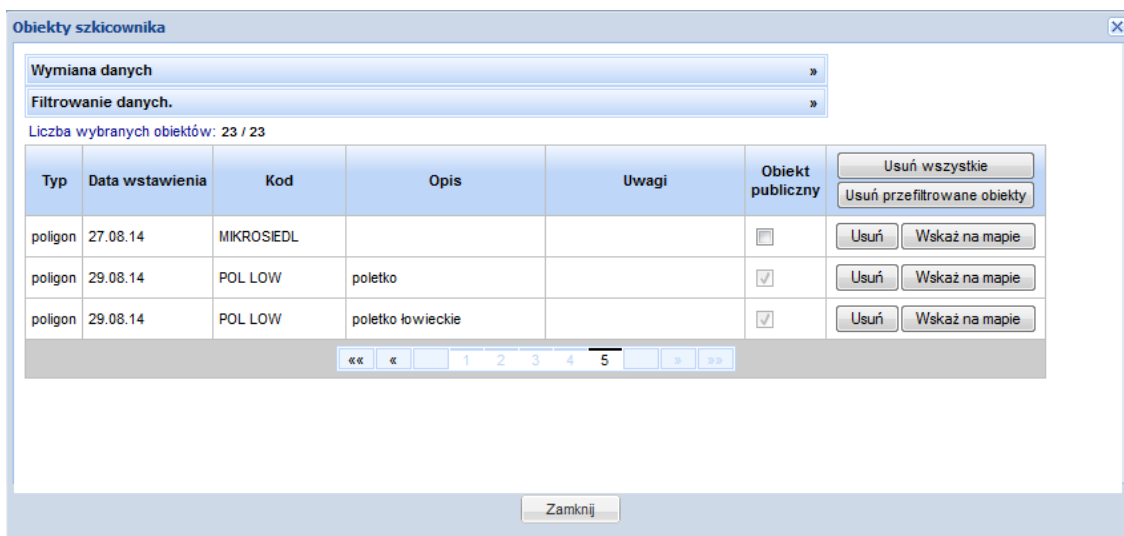 Obiekty szkicownika
Wymiana danych »
Filtrowanie danych. »
Liczba wybranych obiektów: 23 / 23
Typ Data wstawienia Kod Opis Uwagi Obiekt publiczny Usuń wszystkie
Usuń przefiltrowane obiekty
poligon 27.08.14 MIKROSIEDL Usuń Wskaż na mapie
poligon 29.08.14 POL LOW poletko Usuń Wskaż na mapie
poligon 29.08.14 POL LOW poletko łowieckie Usuń Wskaż na mapie
«« « 1 2 3 4 5 » »»
Zamknij